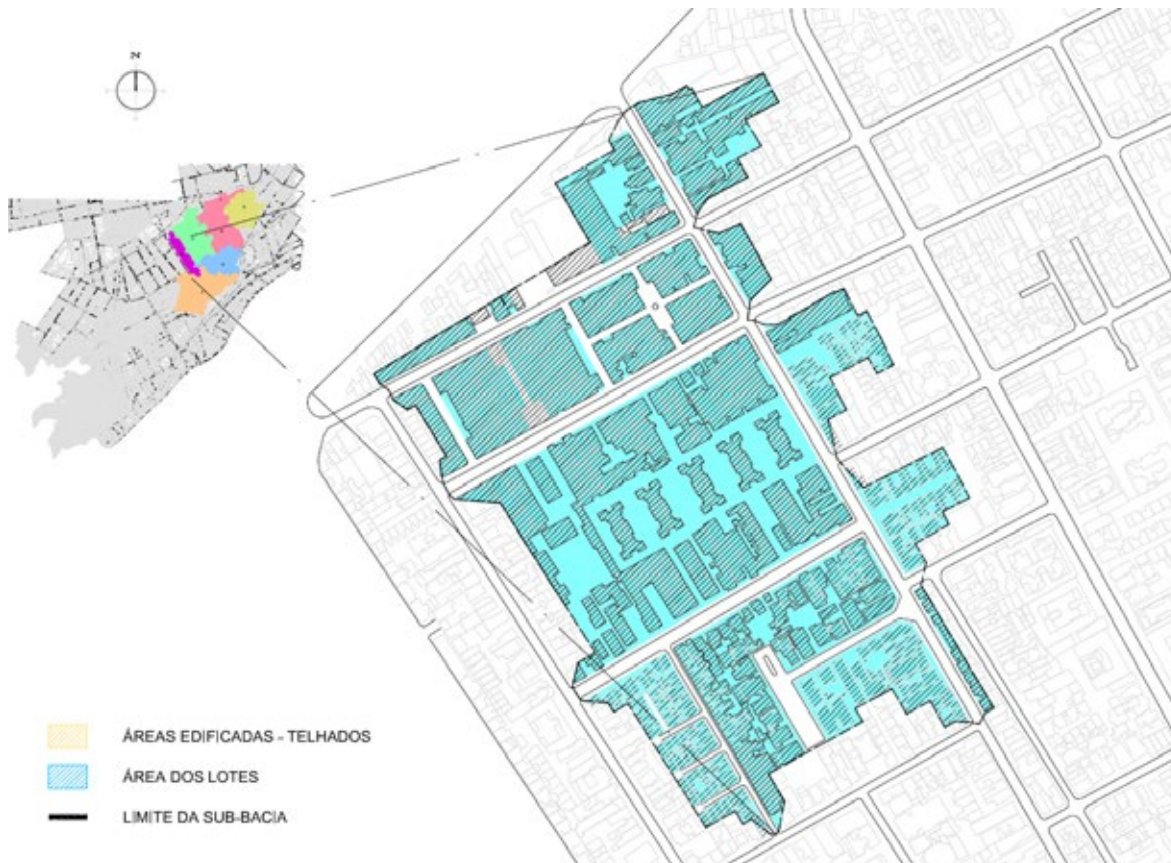 N
ÁREAS EDIFICADAS - TELHADOS
ÁREA DOS LOTES
LIMITE DA SUB-BACIA